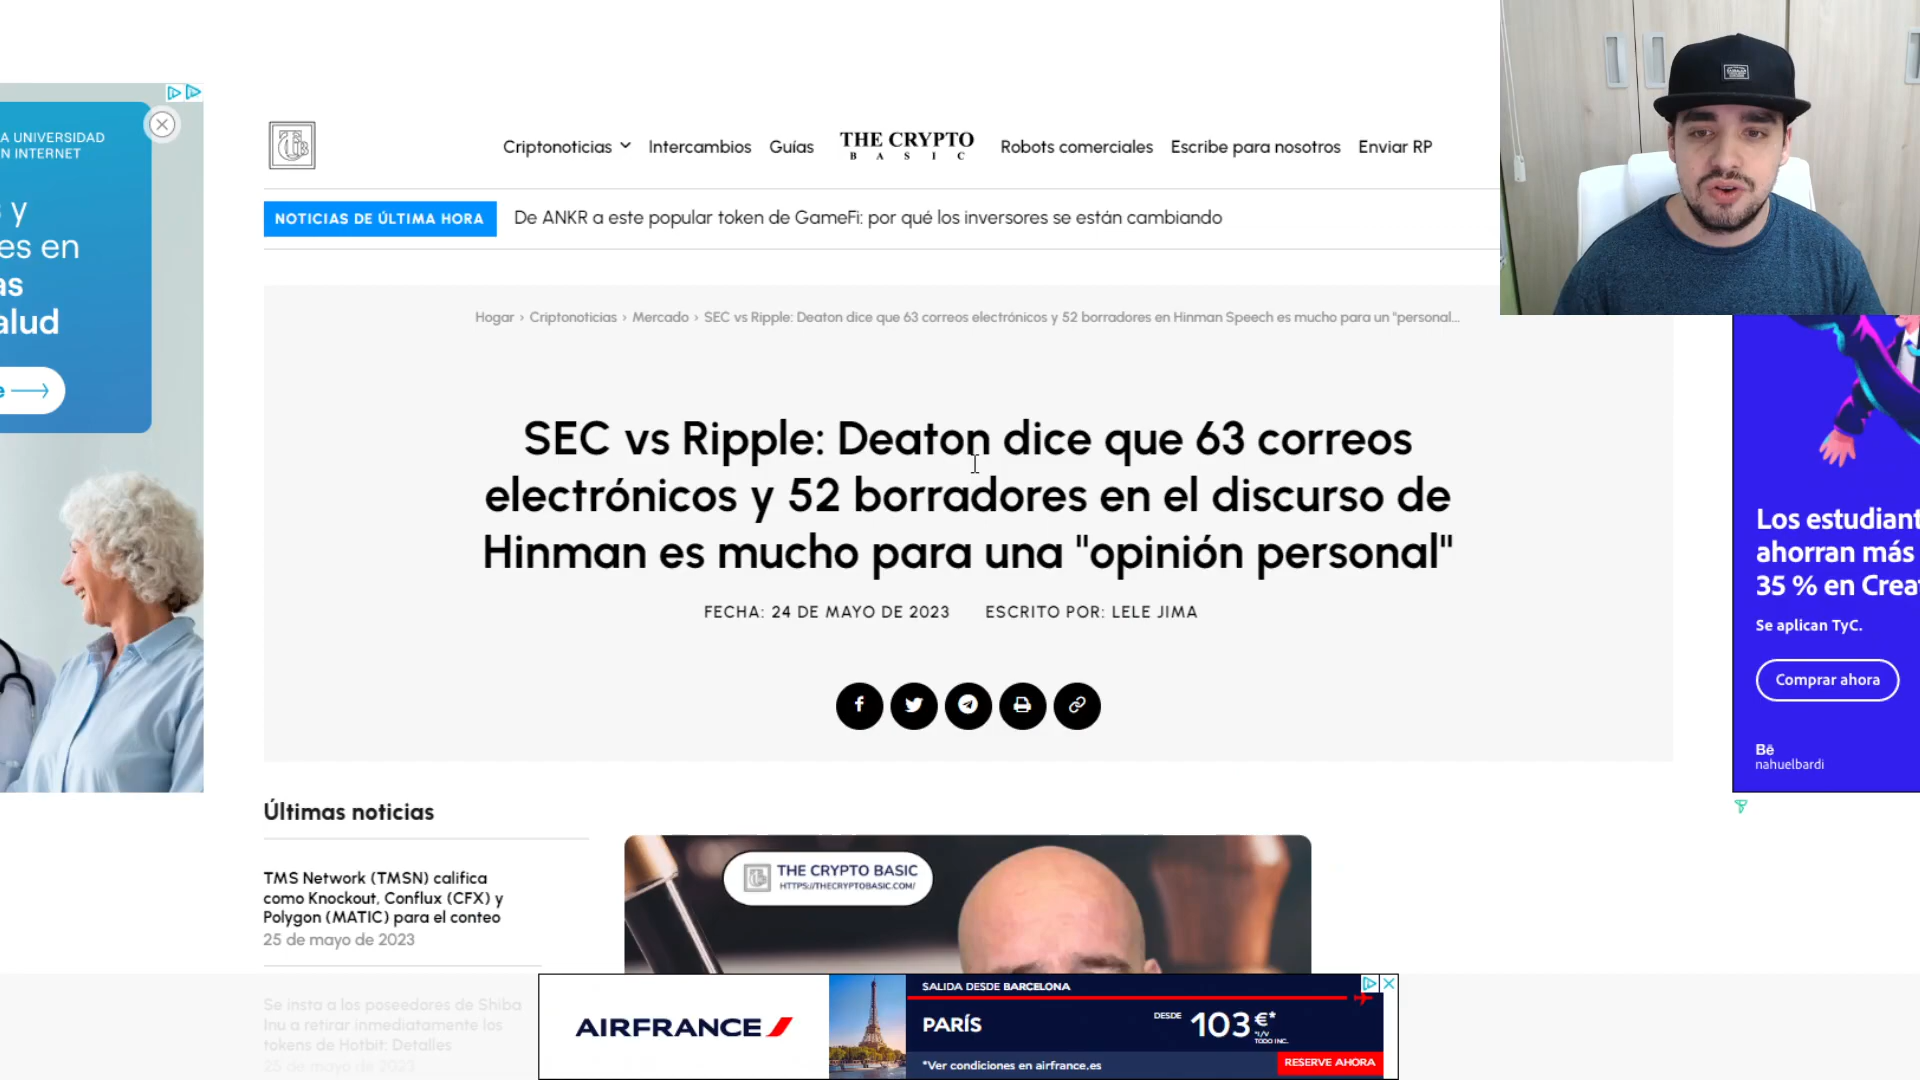 A UNIVERSIDAD
N INTERNET
s y
es en
as
alud
e
Criptonoticias
Intercambios
Guías
THE CRYPTO
BASIC
Robots comerciales
Escribe para nosotros
Enviar RP
NOTICIAS DE ÚLTIMA HORA
De ANKR a este popular token de GameFi: por qué los inversores se están cambiando
Hogar › Criptonoticias › Mercado › SEC vs Ripple: Deaton dice que 63 correos electrónicos y 52 borradores en Hinman Speech es mucho para un "personal...
SEC vs Ripple: Deaton dice que 63 correos
electrónicos y 52 borradores en el discurso de
Hinman es mucho para una "opinión personal"
FECHA: 24 DE MAYO DE 2023
ESCRITO POR: LELE JIMA
Los estudiant
ahorran más
35 % en Crea
Se aplican TyC.
Comprar ahora
Bē
nahuelbardi
Últimas noticias
TMS Network (TMSN) califica
como Knockout, Conflux (CFX) y
Polygon (MATIC) para el conteo
25 de mayo de 2023
Se insta a los poseedores de Shiba
Inu a retirar inmediatamente los
tokens de Hotbit: Detalles
25 de mayo de 2023
THE CRYPTO BASIC
HTTPS://THECRYPTOBASIC.COM/
AIRFRANCE
SALIDA DESDE BARCELONA
PARÍS
DESDE
103€*
*I/V
TODO INC.
*Ver condiciones en airfrance.es
RESERVE AHORA